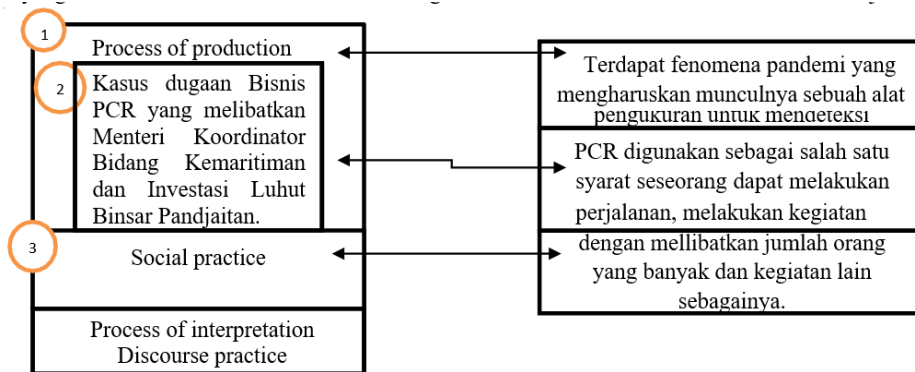 1
Process of production
2
Kasus dugaan Bisnis
PCR yang melibatkan
Menteri Koordinator
Bidang Kemaritiman
dan Investasi Luhut
Binsar Pandjaitan.
3
Social practice
Process of interpretation
Discourse practice
Terdapat fenomena pandemi yang
mengharuskan munculnya sebuah alat
pengukuran untuk mendeteksi
PCR digunakan sebagai salah satu
syarat seseorang dapat melakukan
perjalanan, melakukan kegiatan
dengan mellibatkan jumlah orang
yang banyak dan kegiatan lain
sebagainya.